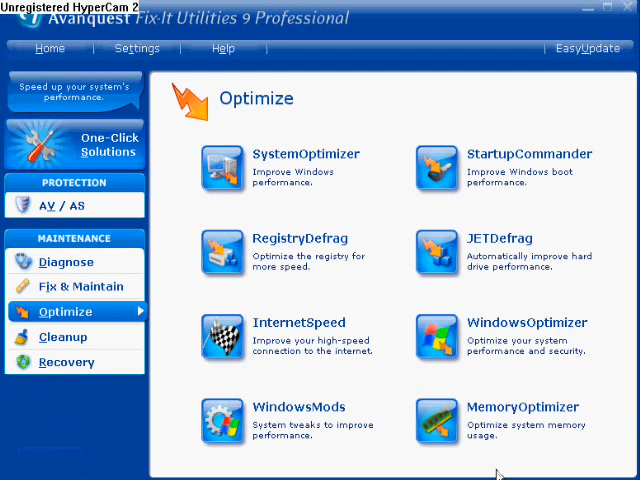 Unregistered HyperCam 2
Avanquest Fix-It Utilities 9 Professional
Home | Settings | Help | EasyUpdate
Speed up your system's
performance.
One-Click
Solutions
PROTECTION
AV / AS
MAINTENANCE
Diagnose
Fix & Maintain
Optimize
Cleanup
Recovery
Optimize
SystemOptimizer
Improve Windows
performance.
StartupCommander
Improve Windows boot
performance.
RegistryDefrag
Optimize the registry for
more speed.
JETDefrag
Automatically improve hard
drive performance.
InternetSpeed
Improve your high-speed
connection to the internet.
WindowsOptimizer
Optimize your system
performance and security.
WindowsMods
System tweaks to improve
performance.
MemoryOptimizer
Optimize system memory
usage.